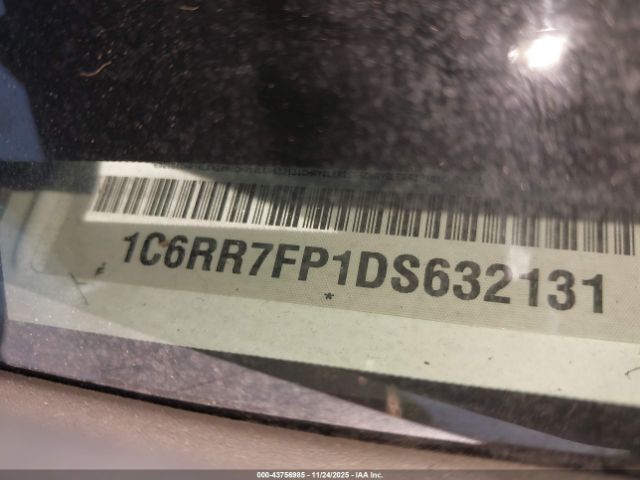 1C6RR7FP1DS632131
*
000-43756985 - 11/24/2025 - IAA Inc.